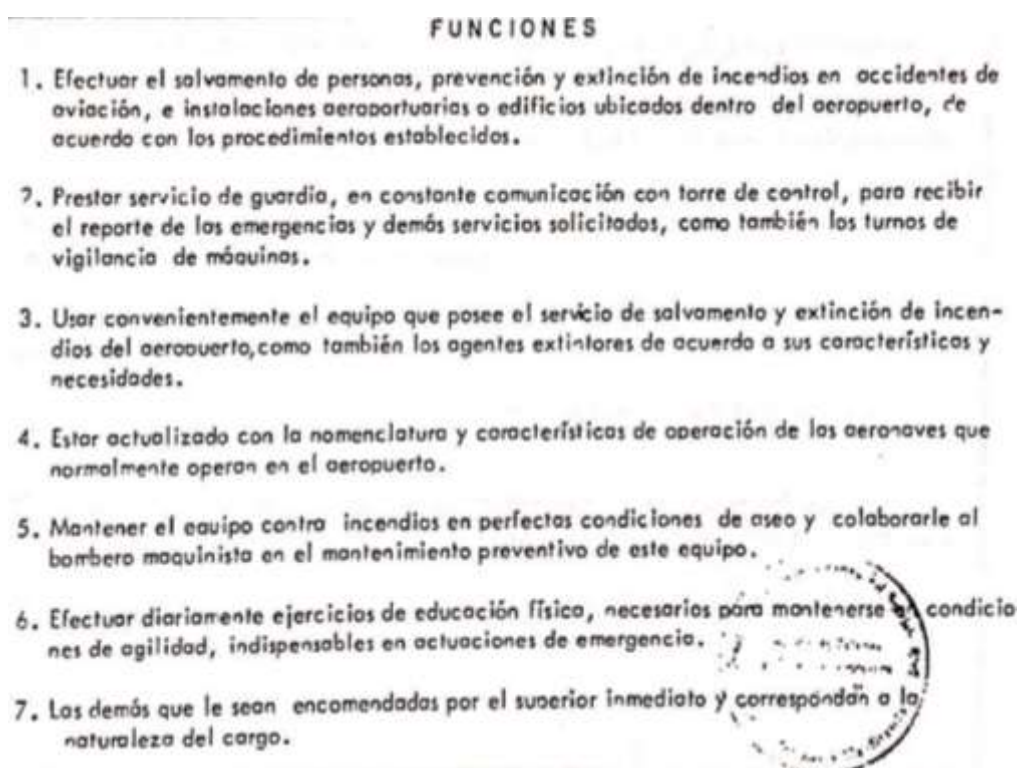 FUNCIONES
1. Efectuar el salvamento de personas, prevención y extinción de incendios en accidentes de
aviación, e instalaciones aeroportuarias o edificios ubicados dentro del aeropuerto, de
acuerdo con los procedimientos establecidos.
2. Prestar servicio de guardia, en constante comunicación con torre de control, para recibir
el reporte de las emergencias y demás servicios solicitados, como también los turnos de
vigilancia de máquinas.
3. Usar convenientemente el equipo que posee el servicio de salvamento y extinción de incen-
dios del aeropuerto, como también los agentes extintores de acuerdo a sus características y
necesidades.
4. Estar actualizado con la nomenclatura y características de operación de las aeronaves que
normalmente operan en el aeropuerto.
5. Mantener el equipo contra incendios en perfectas condiciones de aseo y colaborarle al
bombero maquinista en el mantenimiento preventivo de este equipo.
6. Efectuar diariamente ejercicios de educación física, necesarios para mantenerse en condicio
nes de agilidad, indispensables en actuaciones de emergencia.
7. Las demás que le sean encomendadas por el superior inmediato y correspondan a la
naturaleza del cargo.